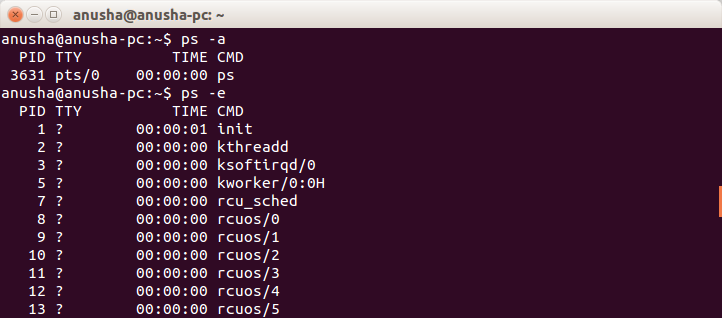 anusha@anusha-pc: ~
anusha@anusha-pc:~$ ps -a
  PID TTY          TIME CMD
 3631 pts/0    00:00:00 ps
anusha@anusha-pc:~$ ps -e
  PID TTY          TIME CMD
    1 ?        00:00:01 init
    2 ?        00:00:00 kthreadd
    3 ?        00:00:00 ksoftirqd/0
    5 ?        00:00:00 kworker/0:0H
    7 ?        00:00:00 rcu_sched
    8 ?        00:00:00 rcuos/0
    9 ?        00:00:00 rcuos/1
   10 ?        00:00:00 rcuos/2
   11 ?        00:00:00 rcuos/3
   12 ?        00:00:00 rcuos/4
   13 ?        00:00:00 rcuos/5